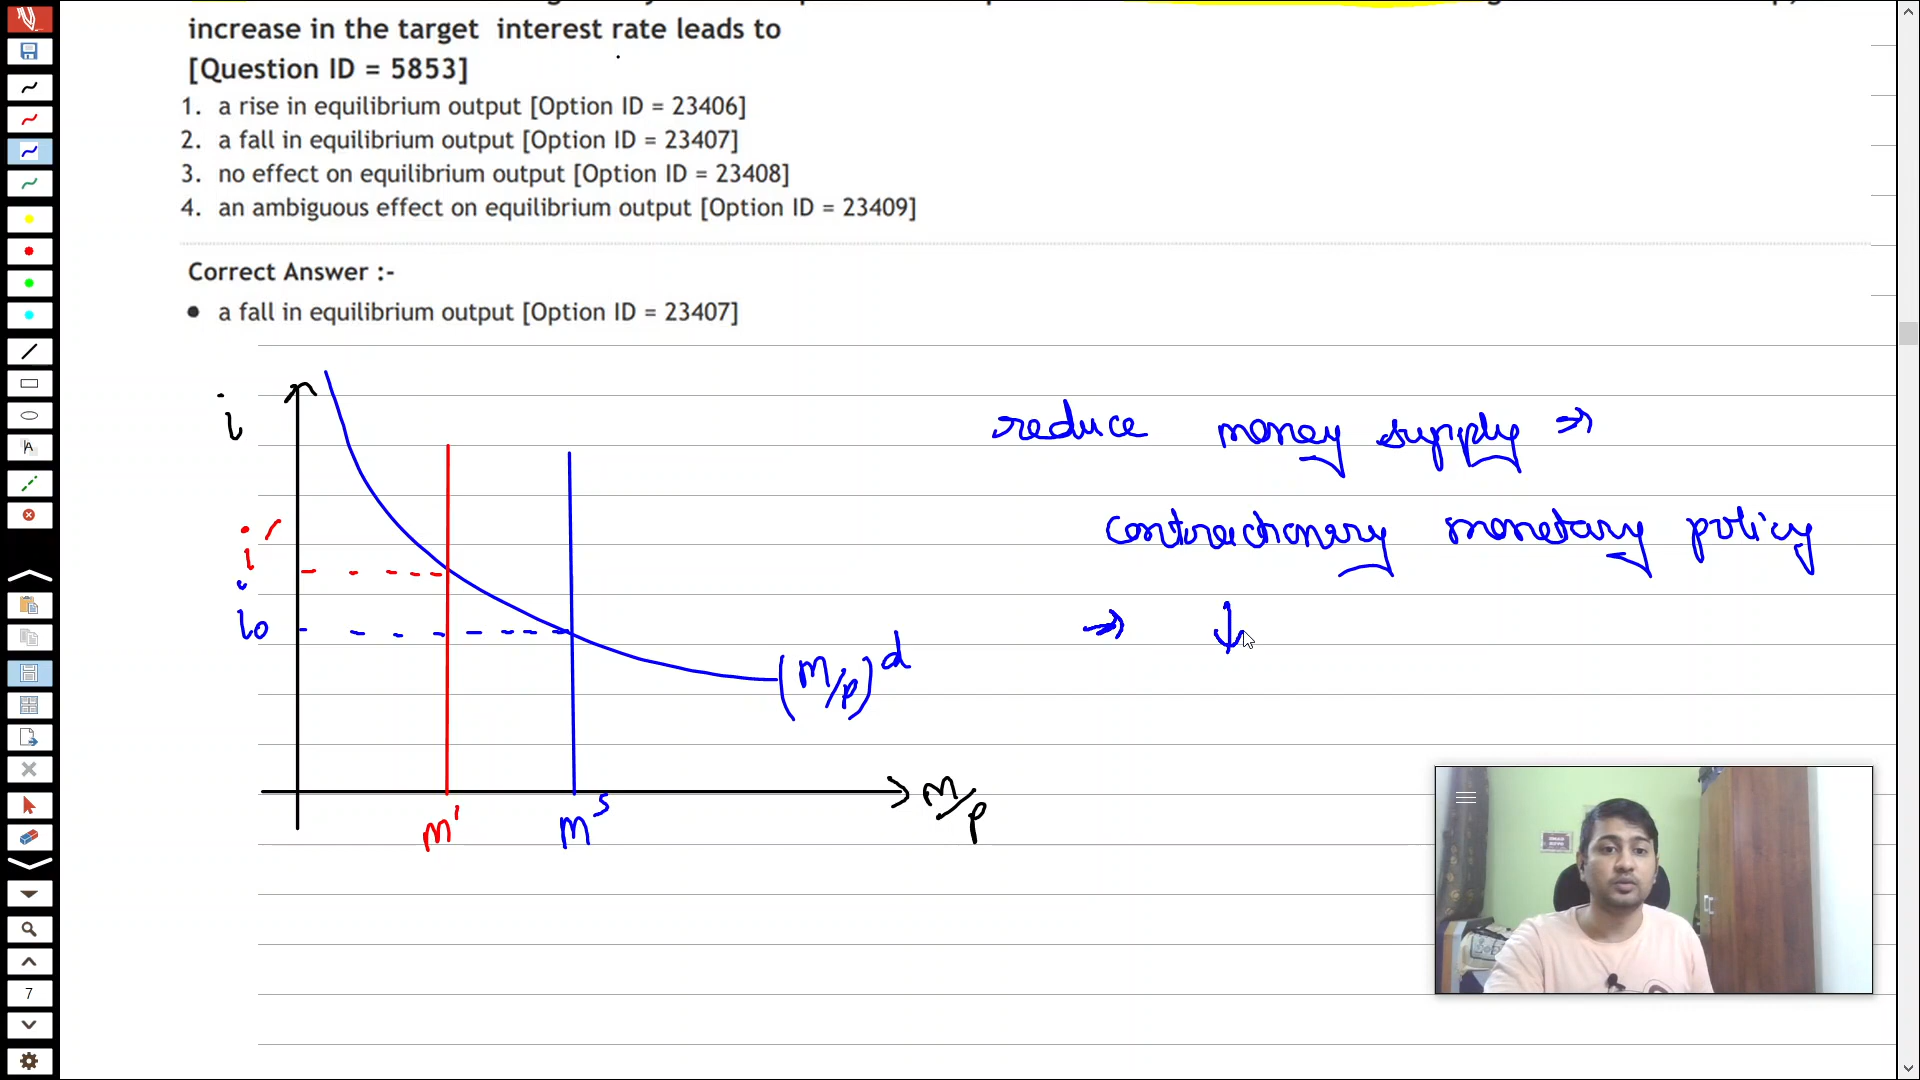 increase in the target interest rate leads to
[Question ID = 5853]
1. a rise in equilibrium output [Option ID = 23406]
2. a fall in equilibrium output [Option ID = 23407]
3. no effect on equilibrium output [Option ID = 23408]
4. an ambiguous effect on equilibrium output [Option ID = 23409]
Correct Answer :-
• a fall in equilibrium output [Option ID = 23407]
i
reduce money supply ⇒
i'
contractionary monetary policy
i0
⇒ ↓
(M/P)^d
M/P
M'
M^s
A
7